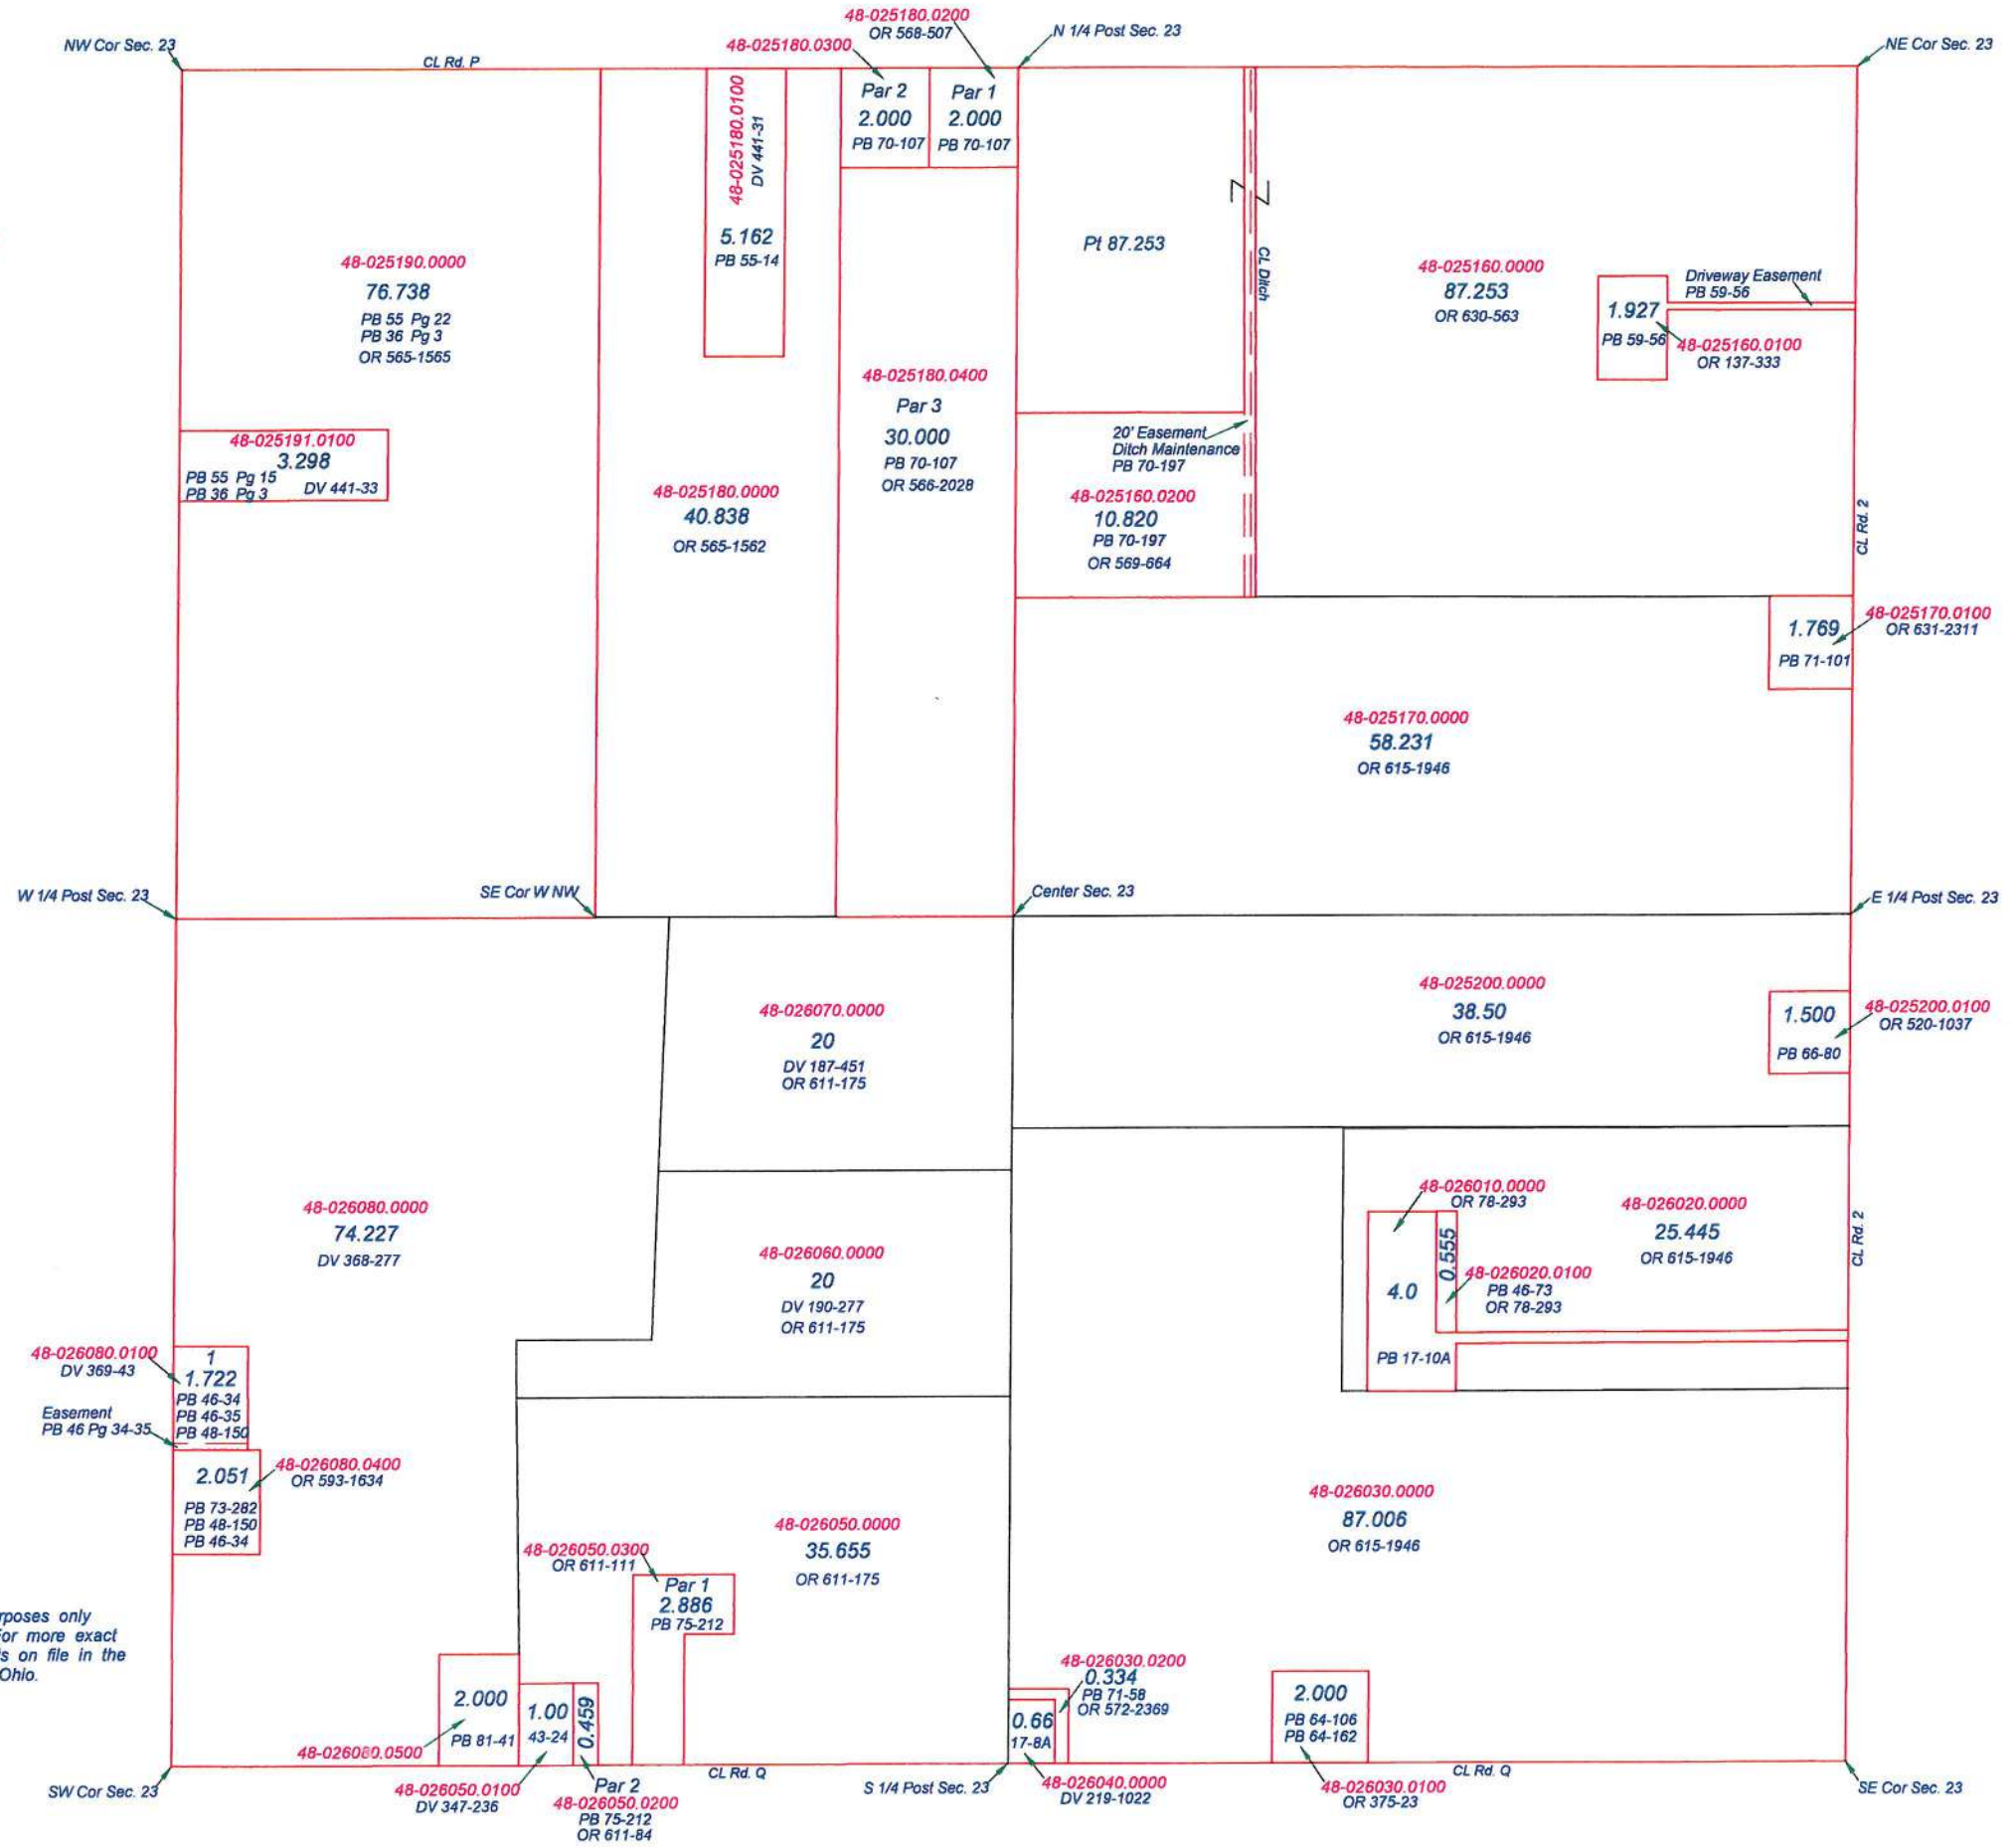 48-025180.0200
OR 568-507
NW Cor Sec. 23
48-025180.0300
N 1/4 Post Sec. 23
NE Cor Sec. 23
CL Rd. P
48-025180.0100
DV 441-31
5.162
PB 55-14
Par 2
2.000
PB 70-107
Par 1
2.000
PB 70-107
Pt 87.253
CL Ditch
48-025190.0000
76.738
PB 55 Pg 22
PB 36 Pg 3
OR 565-1565
48-025160.0000
87.253
OR 630-563
Driveway Easement
PB 59-56
1.927
PB 59-56
48-025160.0100
OR 137-333
48-025180.0400
Par 3
30.000
PB 70-107
OR 566-2028
48-025191.0100
3.298
PB 55 Pg 15
PB 36 Pg 3
DV 441-33
20' Easement
Ditch Maintenance
PB 70-197
48-025160.0200
10.820
PB 70-197
OR 569-664
48-025180.0000
40.838
OR 565-1562
CL Rd. 2
1.769
PB 71-101
48-025170.0100
OR 631-2311
48-025170.0000
58.231
OR 615-1946
W 1/4 Post Sec. 23
SE Cor W NW
Center Sec. 23
E 1/4 Post Sec. 23
48-026070.0000
20
DV 187-451
OR 611-175
48-025200.0000
38.50
OR 615-1946
1.500
PB 66-80
48-025200.0100
OR 520-1037
48-026080.0000
74.227
DV 368-277
48-026060.0000
20
DV 190-277
OR 611-175
48-026010.0000
OR 78-293
4.0
PB 17-10A
0.555
48-026020.0100
PB 46-73
OR 78-293
48-026020.0000
25.445
OR 615-1946
CL Rd. 2
48-026080.0100
DV 369-43
1
1.722
PB 46-34
PB 46-35
PB 48-150
Easement
PB 46 Pg 34-35
2.051
PB 73-282
PB 48-150
PB 46-34
48-026080.0400
OR 593-1634
48-026050.0000
35.655
OR 611-175
48-026050.0300
OR 611-111
Par 1
2.886
PB 75-212
48-026030.0000
87.006
OR 615-1946
rposes only
or more exact
s on file in the
Ohio.
2.000
PB 81-41
48-026080.0500
1.00
43-24
0.459
48-026050.0100
DV 347-236
Par 2
48-026050.0200
PB 75-212
OR 611-84
48-026030.0200
0.334
PB 71-58
OR 572-2369
0.66
17-8A
48-026040.0000
DV 219-1022
2.000
PB 64-106
PB 64-162
48-026030.0100
OR 375-23
SW Cor Sec. 23
CL Rd. Q
S 1/4 Post Sec. 23
CL Rd. Q
SE Cor Sec. 23